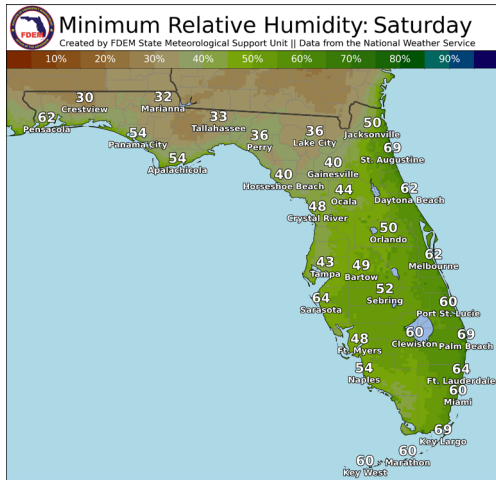 FDEM
Minimum Relative Humidity: Saturday
Created by FDEM State Meteorological Support Unit || Data from the National Weather Service
10% 20% 30% 40% 50% 60% 70% 80% 90%
30
Crestview
32
Marianna
62
Pensacola
54
Panama City
33
Tallahassee
54
Apalachicola
36
Perry
36
Lake City
50
Jacksonville
69
St. Augustine
40
Gainesville
40
Horseshoe Beach
44
Ocala
62
Daytona Beach
48
Crystal River
50
Orlando
62
Melbourne
43
Tampa
49
Bartow
52
Sebring
64
Sarasota
60
Port St. Lucie
48
Ft. Myers
60
Clewiston
69
Palm Beach
54
Naples
64
Ft. Lauderdale
60
Miami
69
Key Largo
60
Marathon
60
Key West